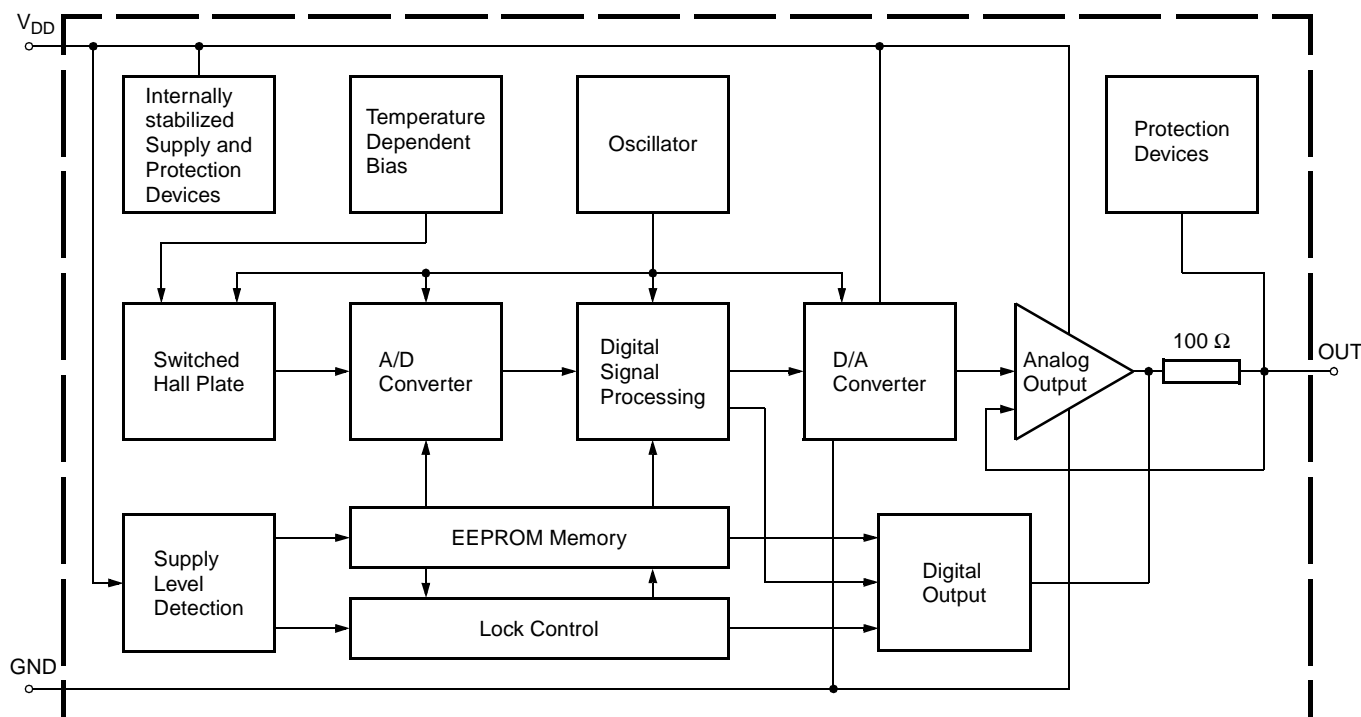 VDD
Internally
stabilized
Supply and
Protection
Devices
Temperature
Dependent
Bias
Oscillator
Protection
Devices
Switched
Hall Plate
A/D
Converter
Digital
Signal
Processing
D/A
Converter
Analog
Output
100 Ω
OUT
Supply
Level
Detection
EEPROM Memory
Lock Control
Digital
Output
GND